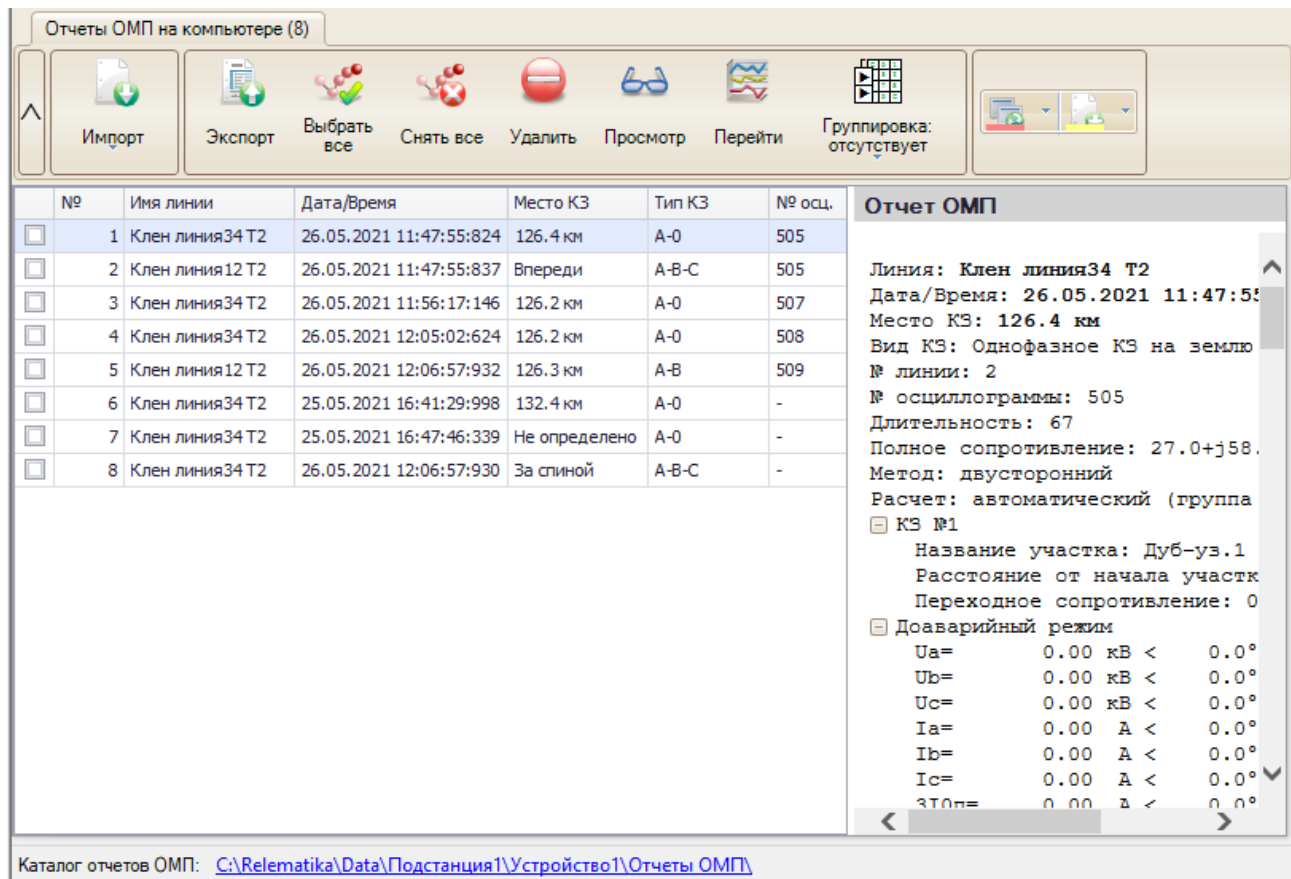 Отчеты ОМП на компьютере (8)
Импорт
Экспорт
Выбрать все
Снять все
Удалить
Просмотр
Перейти
Группировка: отсутствует
№ Имя линии Дата/Время Место КЗ Тип КЗ № осц.
1 Клен линия34 Т2 26.05.2021 11:47:55:824 126.4 км А-0 505
2 Клен линия12 Т2 26.05.2021 11:47:55:837 Впереди А-В-С 505
3 Клен линия34 Т2 26.05.2021 11:56:17:146 126.2 км А-0 507
4 Клен линия34 Т2 26.05.2021 12:05:02:624 126.2 км А-0 508
5 Клен линия12 Т2 26.05.2021 12:06:57:932 126.3 км А-В 509
6 Клен линия34 Т2 25.05.2021 16:41:29:998 132.4 км А-0 -
7 Клен линия34 Т2 25.05.2021 16:47:46:339 Не определено А-0 -
8 Клен линия34 Т2 26.05.2021 12:06:57:930 За спиной А-В-С -
Отчет ОМП
Линия: Клен линия34 Т2
Дата/Время: 26.05.2021 11:47:55
Место КЗ: 126.4 км
Вид КЗ: Однофазное КЗ на землю
№ линии: 2
№ осциллограммы: 505
Длительность: 67
Полное сопротивление: 27.0+j58.
Метод: двусторонний
Расчет: автоматический (группа
КЗ №1
Название участка: Дуб-уз.1
Расстояние от начала участк
Переходное сопротивление: 0
Доаварийный режим
Ua= 0.00 кВ < 0.0°
Ub= 0.00 кВ < 0.0°
Uc= 0.00 кВ < 0.0°
Ia= 0.00 А < 0.0°
Ib= 0.00 А < 0.0°
Ic= 0.00 А < 0.0°
3I0п= 0.00 А < 0.0°
Каталог отчетов ОМП: C:\Relematika\Data\Подстанция1\Устройство1\Отчеты ОМП\